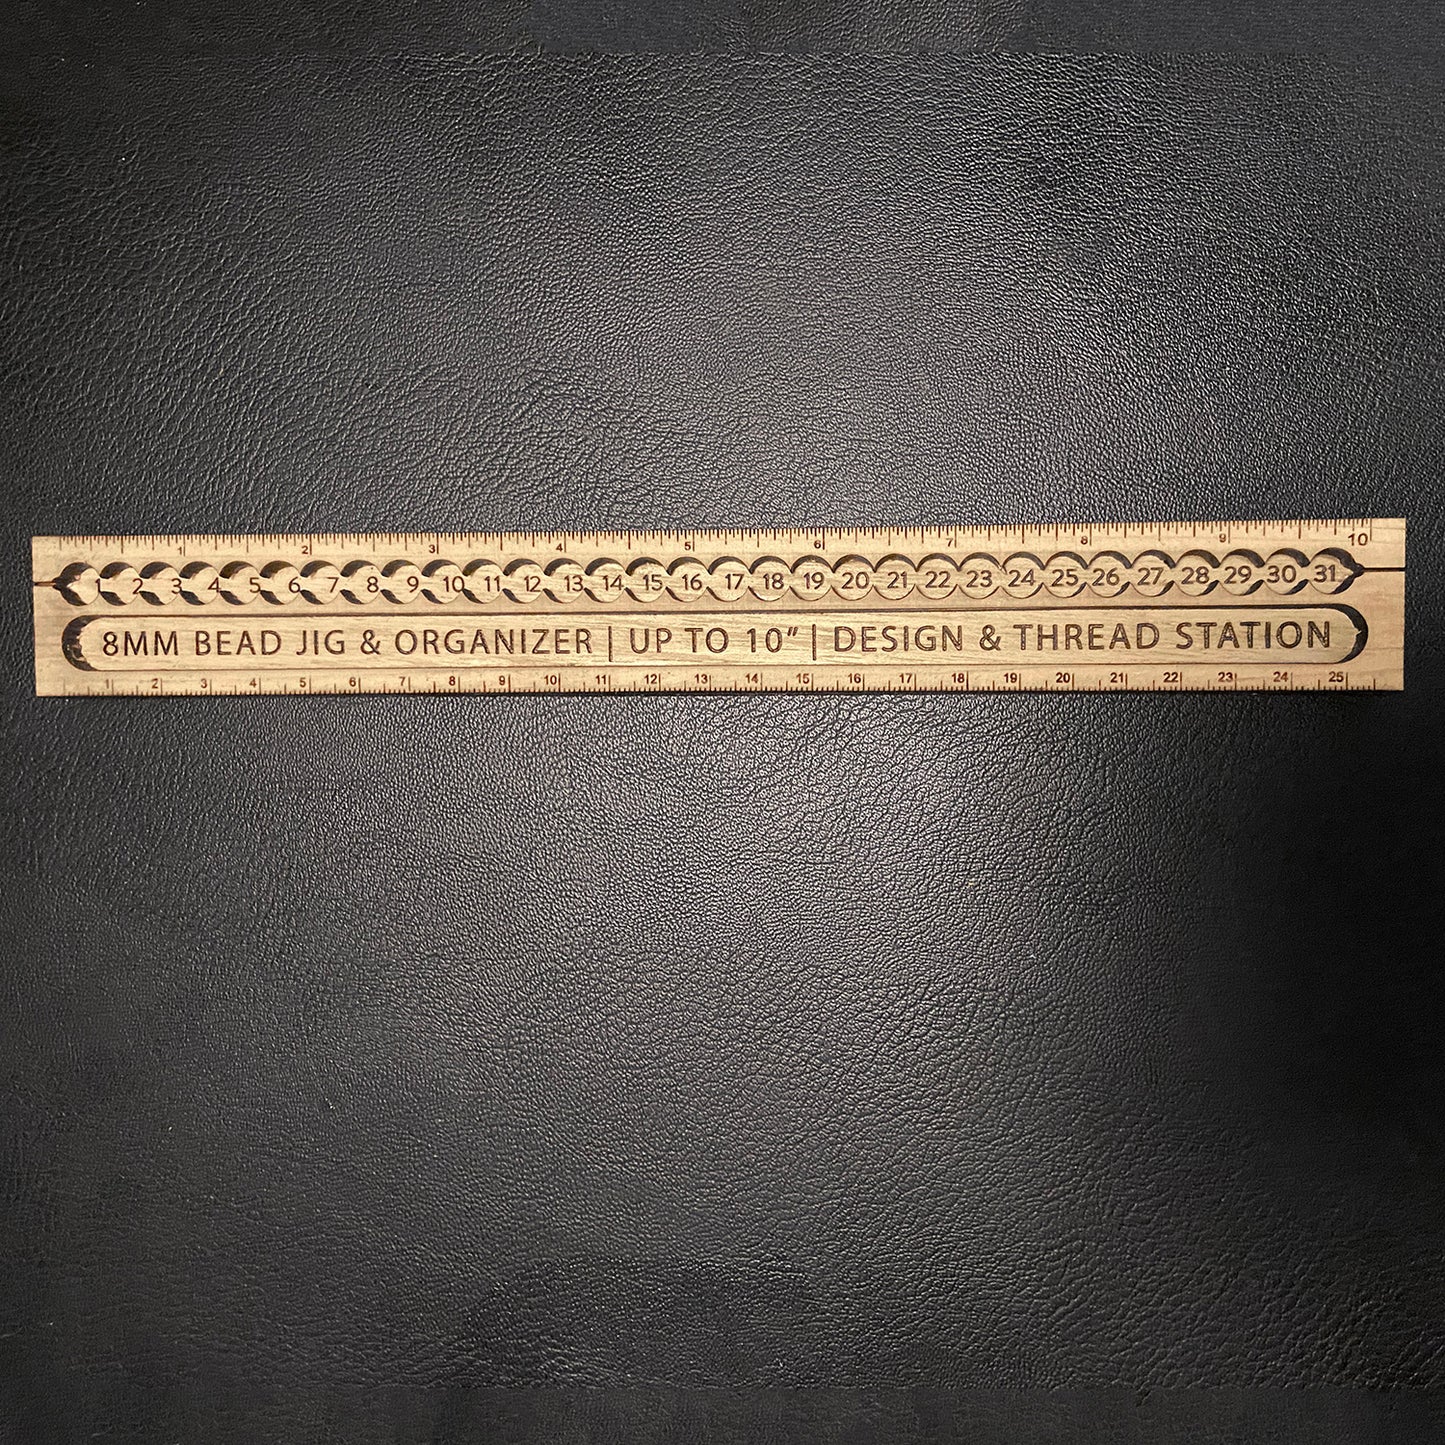 1 2 3 4 5 6 7 8 9 10
1 2 3 4 5 6 7 8 9 10 11 12 13 14 15 16 17 18 19 20 21 22 23 24 25 26 27 28 29 30 31
8MM BEAD JIG & ORGANIZER | UP TO 10" | DESIGN & THREAD STATION
1 2 3 4 5 6 7 8 9 10 11 12 13 14 15 16 17 18 19 20 21 22 23 24 25